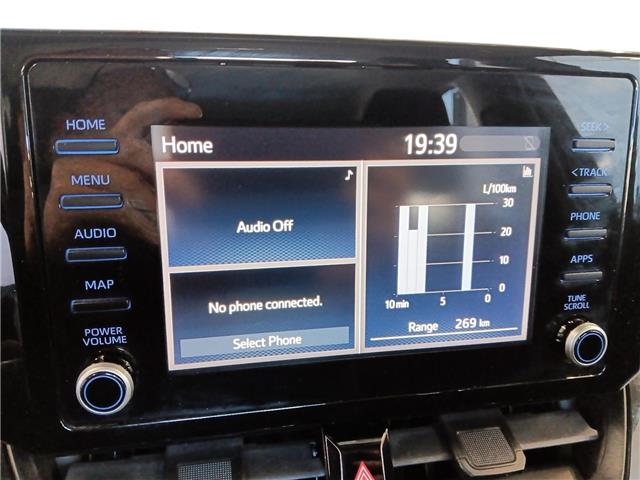 HOME
MENU
AUDIO
MAP
POWER
VOLUME
Home
19:39
Audio Off
No phone connected.
Select Phone
L/100km
30
20
10
0
10 min 5 0
Range 269 km
SEEK >
< TRACK
PHONE
APPS
TUNE
SCROLL